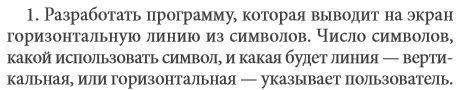 1. Разработать программу, которая выводит на экран
горизонтальную линию из символов. Число символов,
какой использовать символ, и какая будет линия — верти-
кальная, или горизонтальная — указывает пользователь.